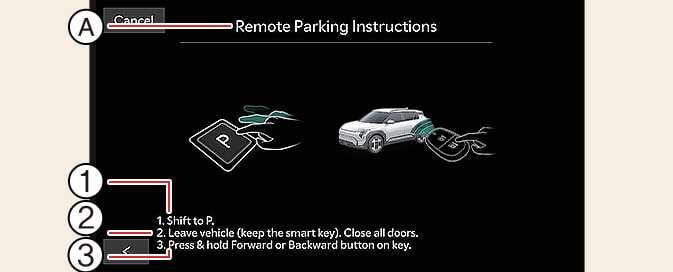 A
Cancel
Remote Parking Instructions
P
1
1. Shift to P.
2
2. Leave vehicle (keep the smart key). Close all doors.
3
3. Press & hold Forward or Backward button on key.
<